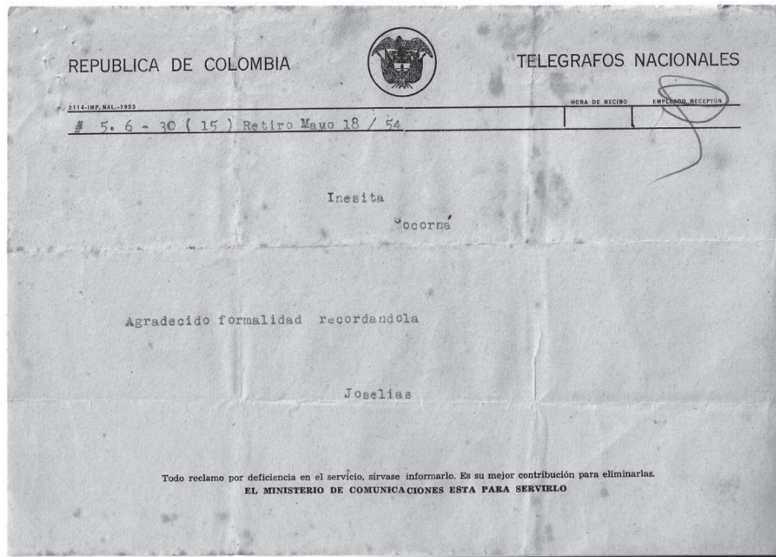 REPUBLICA DE COLOMBIA
TELEGRAFOS NACIONALES
2114-IMP. NAL.-1953
HORA DE RECIBO
EMPLEADO RECEPTOR
# 5. 6 - 30 ( 15 ) Retiro Mayo 18 / 54
Inesita
ocorná
Agradecido formalidad recordandola
Joselias
Todo reclamo por deficiencia en el servicio, sírvase informarlo. Es su mejor contribución para eliminarlas.
EL MINISTERIO DE COMUNICACIONES ESTA PARA SERVIRLO